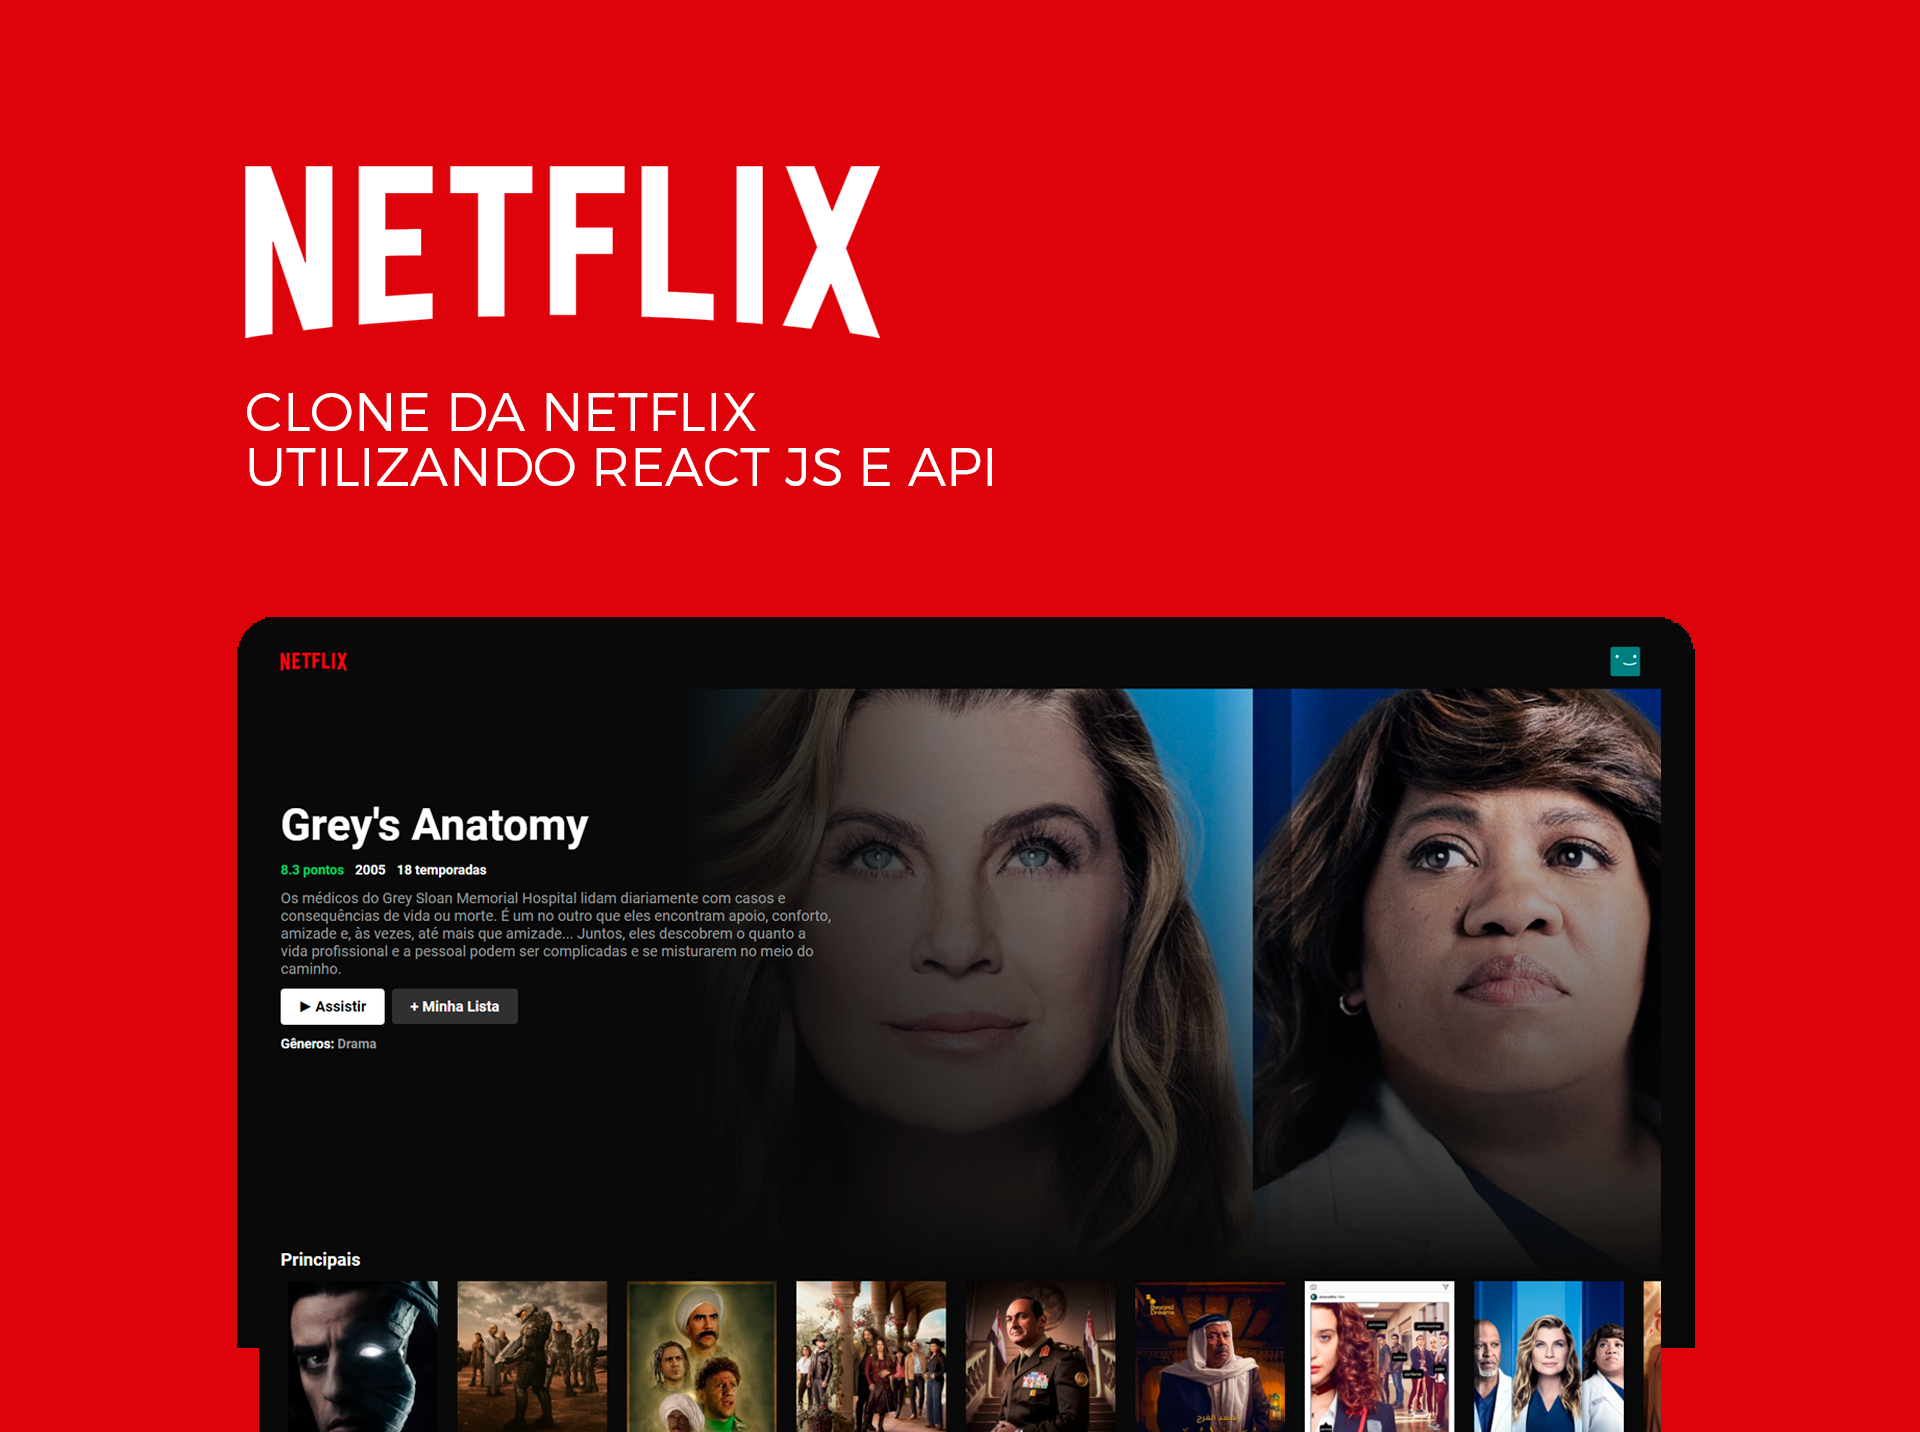 NETFLIX
CLONE DA NETFLIX
UTILIZANDO REACT JS E API
NETFLIX
Grey's Anatomy
8.3 pontos 2005 18 temporadas
Os médicos do Grey Sloan Memorial Hospital lidam diariamente com casos e
consequências de vida ou morte. É um no outro que eles encontram apoio, conforto,
amizade e, às vezes, até mais que amizade... Juntos, eles descobrem o quanto a
vida profissional e a pessoal podem ser complicadas e se misturarem no meio do
caminho.
▶ Assistir + Minha Lista
Gêneros: Drama
Principais
Beyond
Dreams